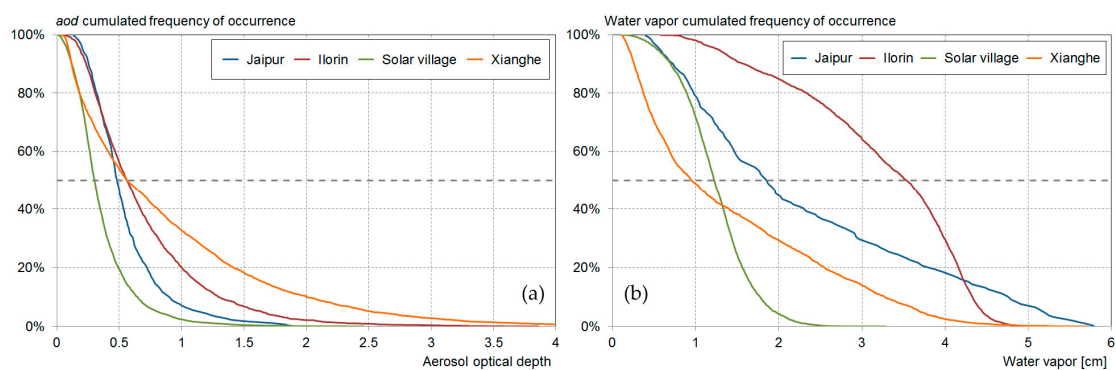 aod cumulated frequency of occurrence
100%
80%
60%
40%
20%
0%
Jaipur Ilorin Solar village Xianghe
(a)
0 0.5 1 1.5 2 2.5 3 3.5 4
Aerosol optical depth
Water vapor cumulated frequency of occurrence
100%
80%
60%
40%
20%
0%
Jaipur Ilorin Solar village Xianghe
(b)
0 1 2 3 4 5 6
Water vapor [cm]